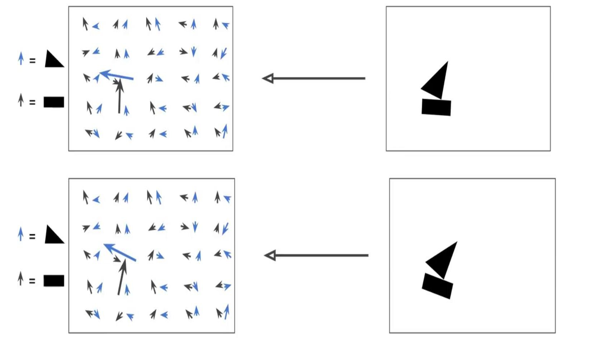 =
=
=
=